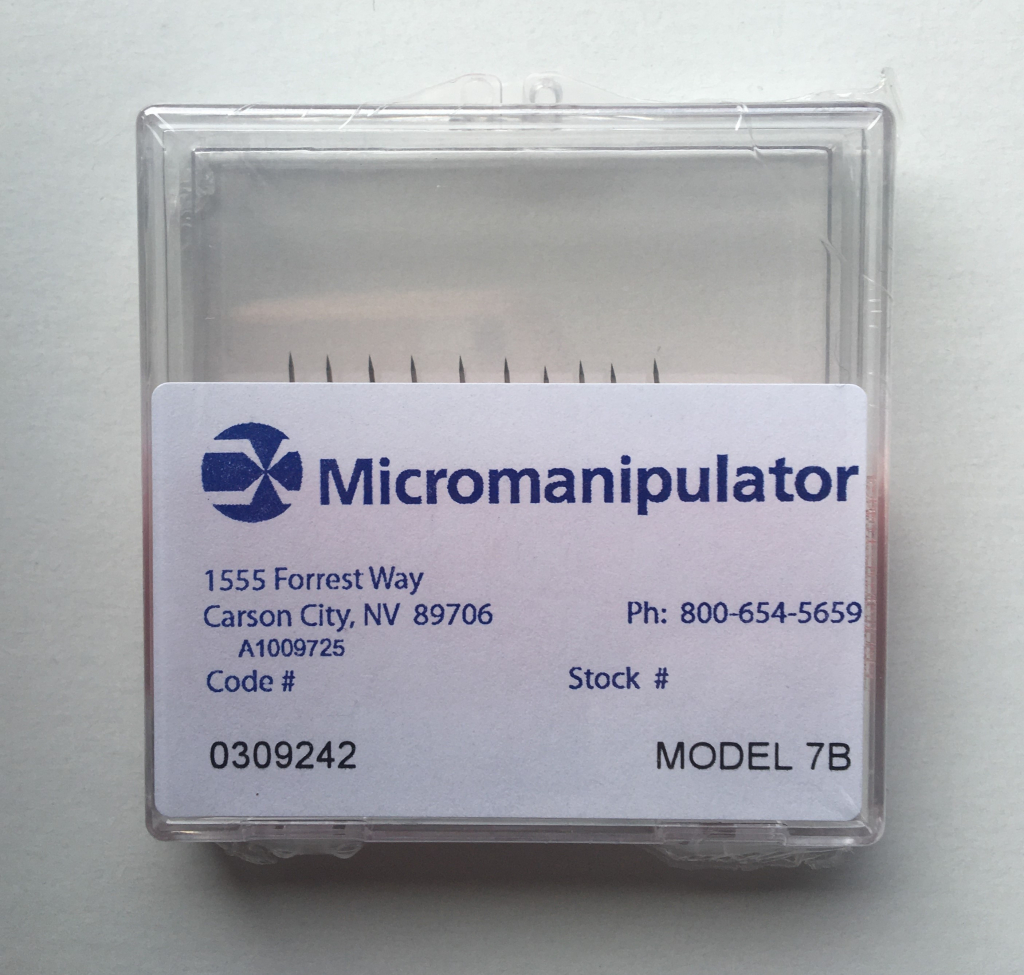 Micromanipulator
1555 Forrest Way
Carson City, NV 89706 Ph: 800-654-5659
A1009725
Code # Stock #
0309242 MODEL 7B